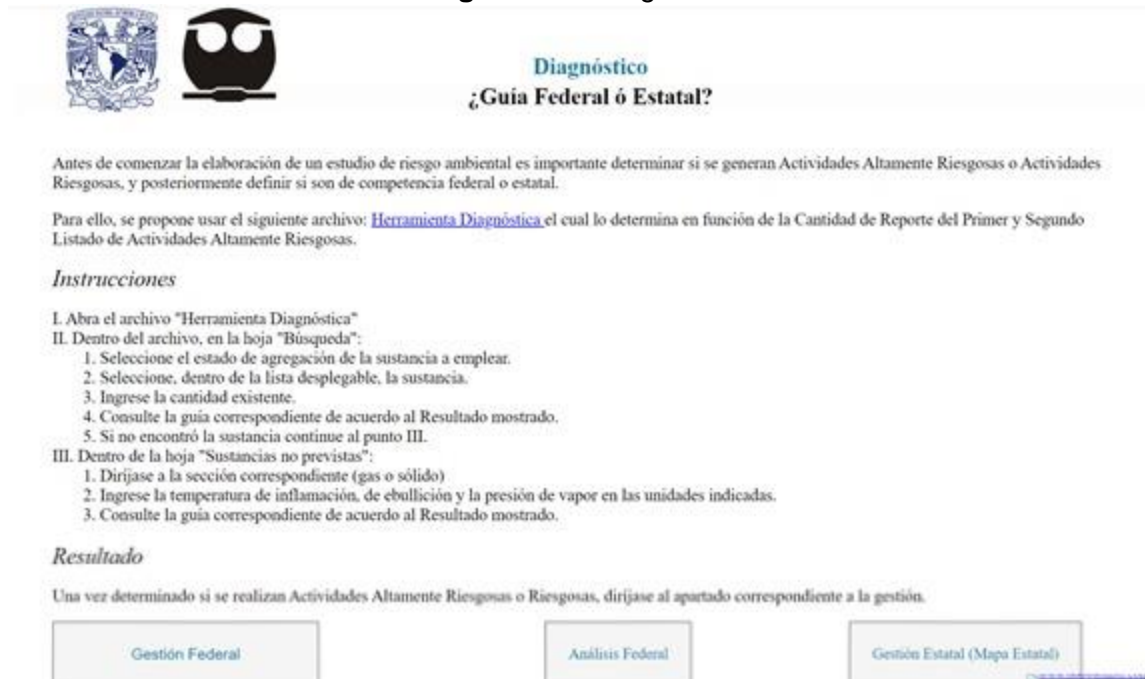 Diagnóstico
¿Guía Federal ó Estatal?
Antes de comenzar la elaboración de un estudio de riesgo ambiental es importante determinar si se generan Actividades Altamente Riesgosas o Actividades
Riesgosas, y posteriormente definir si son de competencia federal o estatal.
Para ello, se propone usar el siguiente archivo: Herramienta Diagnóstica el cual lo determina en función de la Cantidad de Reporte del Primer y Segundo
Listado de Actividades Altamente Riesgosas.
Instrucciones
I. Abra el archivo "Herramienta Diagnóstica"
II. Dentro del archivo, en la hoja "Búsqueda":
1. Seleccione el estado de agregación de la sustancia a emplear.
2. Seleccione, dentro de la lista desplegable, la sustancia.
3. Ingrese la cantidad existente.
4. Consulte la guía correspondiente de acuerdo al Resultado mostrado.
5. Si no encontró la sustancia continue al punto III.
III. Dentro de la hoja "Sustancias no previstas":
1. Diríjase a la sección correspondiente (gas o sólido)
2. Ingrese la temperatura de inflamación, de ebullición y la presión de vapor en las unidades indicadas.
3. Consulte la guía correspondiente de acuerdo al Resultado mostrado.
Resultado
Una vez determinado si se realizan Actividades Altamente Riesgosas o Riesgosas, diríjase al apartado correspondiente a la gestión.
Gestión Federal
Análisis Federal
Gestión Estatal (Mapa Estatal)